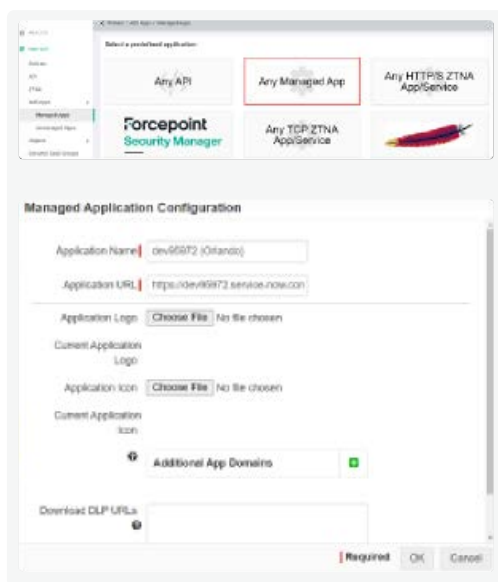 Select a predefined application:
Any API
Any Managed App
Any HTTP/S ZTNA
App/Service
Managed Apps
Forcepoint
Security Manager
Any TCP ZTNA
App/Service
Managed Application Configuration
Application Name dev95972 (Orlando)
Application URL
Application Logo Choose File No file chosen
Current Application
Logo
Application Icon Choose File No file chosen
Current Application
Icon
Additional App Domains
Download DLP URLs
Required OK Cancel